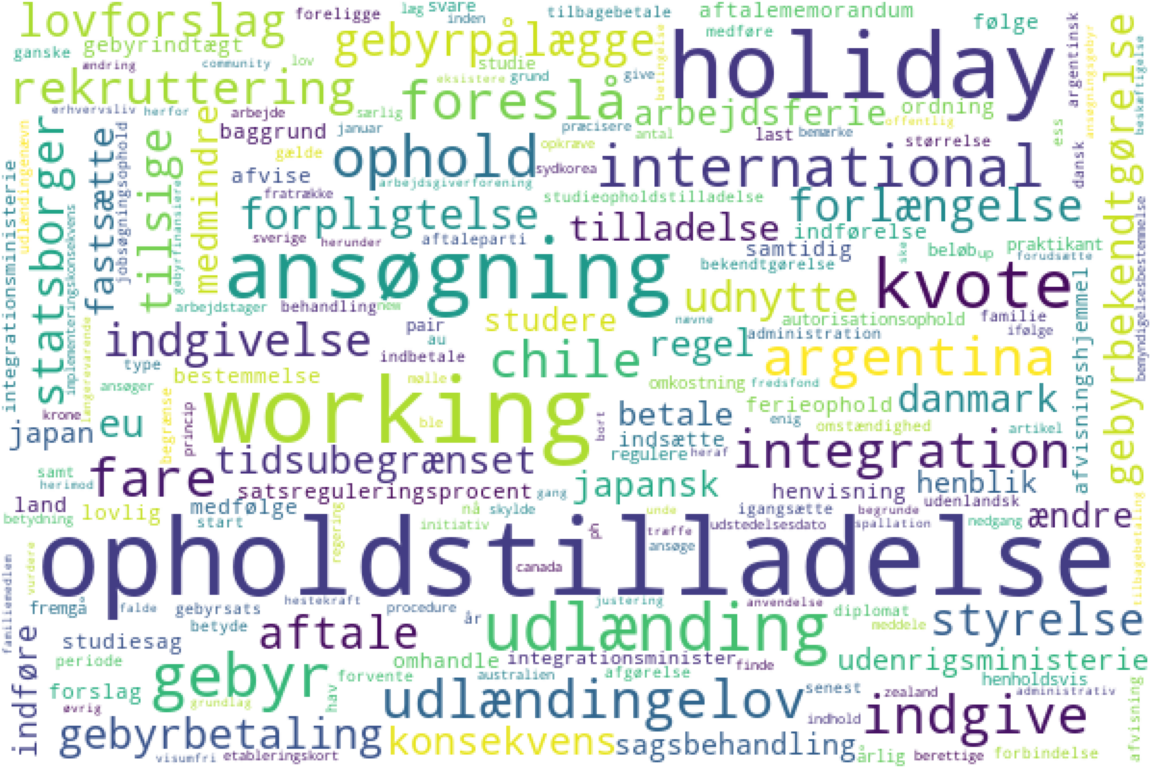 lovforslag
foreligge
læg
svare
inden
tilbagebetale
aftalememorandum
følge
ganske
gebyrindtægt
gebyrpålægge
medføre
holiday
ændring
community
lov
studie
rekruttering
eksistere
grund
give
betingelse
argentinsk
ansøgningsgebyr
gebyrbekendtgørelse
beskæftigelse
erhvervsliv
herfor
arbejde
særlig
foreslå
arbejdsferie
ordning
offentlig
udlændingenævn
statsborger
fastsætte
jobsøgningsophold
tilsige
medmindre
baggrund
januar
præcisere
antal
last
bemærke
størrelse
ess
dansk
gælde
ophold
opkræve
sydkorea
international
integrationsministerie
afvise
fratrække
arbejdsgiverforening
studieopholdstilladelse
implementeringskonsekvens
gebyrfinansiere
forpligtelse
tilladelse
forlængelse
indførelse
bemyndigelsesbestemmelse
sverige
herunder
aftaleparti
samtidig
ske
beløb
up
praktikant
forudsætte
ansøgning
bekendtgørelse
kvote
arbejdstager
behandling
new
udnytte
familie
ifølge
afvisningshjemmel
længerevarende
indgivelse
pair
au
studere
nævne
autorisationsophold
administration
regel
indbetale
chile
argentina
type
ansøger
bestemmelse
mølle
omkostning
fredsfond
krone
begrænse
princip
working
ble
bort
betale
ferieophold
danmark
japan
eu
indsætte
enig
omstændighed
artikel
regulere
heraf
integration
samt
herimod
fare
tidsubegrænset
japansk
henvisning
henblik
land
satsreguleringsprocent
gang
udenlandsk
betydning
lovlig
medfølge
start
regering
initiativ
nå
skylde
igangsætte
unde
træffe
udstedelsesdato
begrunde
spallation
nedgang
ændre
tilbagebetaling
opholdstilladelse
ansøge
canada
familiemedlem
vurdere
fremgå
falde
gebyrsats
hestekraft
procedure
justering
anvendelse
diplomat
meddele
betyde
år
indføre
studiesag
aftale
udlænding
styrelse
periode
gebyr
forvente
omhandle
integrationsminister
finde
udenrigsministerie
australien
afgørelse
henholdsvis
forslag
øvrig
grundlag
hav
udlændingelov
senest
zealand
administrativ
afvisning
indhold
indgive
gebyrbetaling
konsekvens
sagsbehandling
årlig
berettige
forbindelse
visumfri
etableringskort